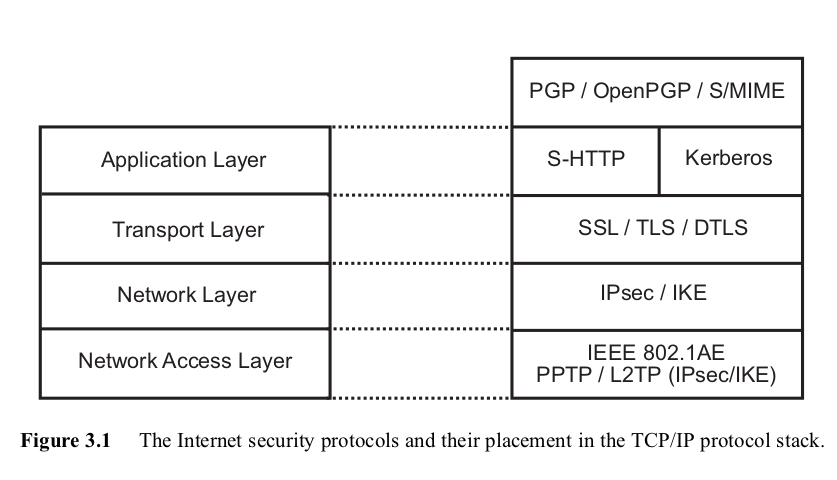 PGP / OpenPGP / S/MIME
Application Layer
S-HTTP
Kerberos
Transport Layer
SSL / TLS / DTLS
Network Layer
IPsec / IKE
Network Access Layer
IEEE 802.1AE
PPTP / L2TP (IPsec/IKE)
Figure 3.1 The Internet security protocols and their placement in the TCP/IP protocol stack.